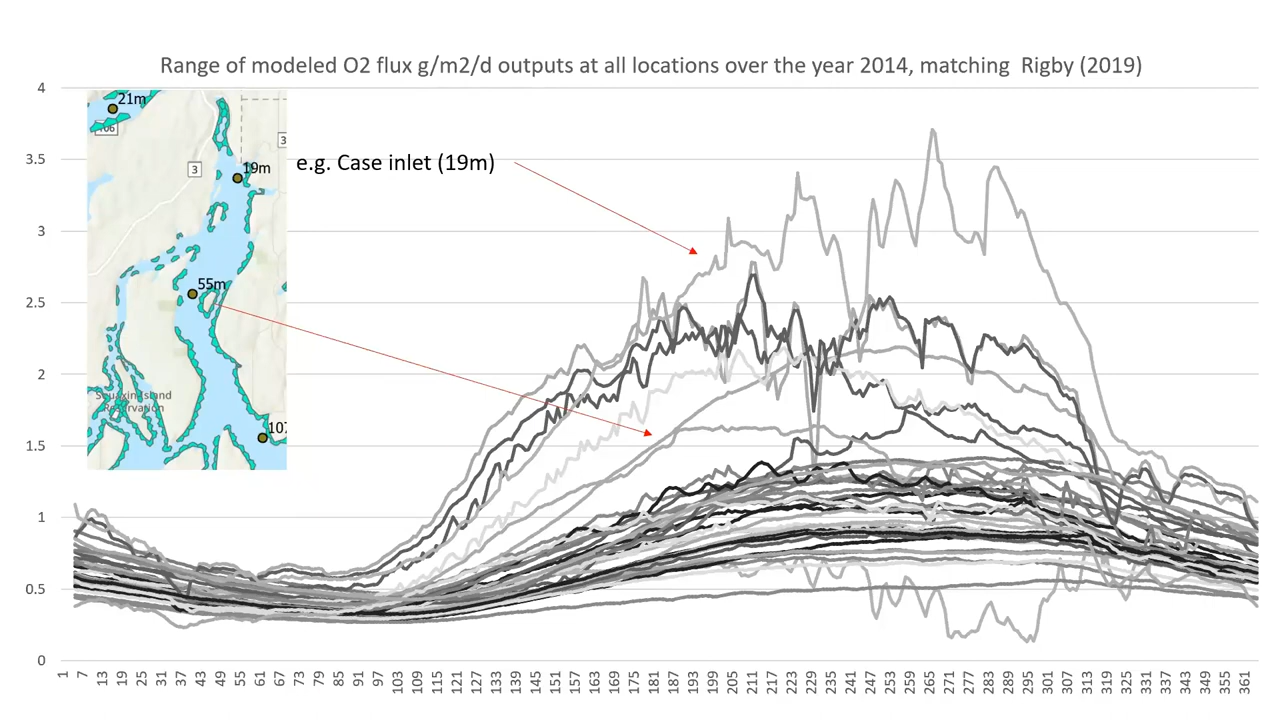 Range of modeled O2 flux g/m2/d outputs at all locations over the year 2014, matching Rigby (2019)
4
3.5
3
2.5
2
1.5
1
0.5
0
21m
106
3
19m
3
e.g. Case inlet (19m)
55m
Squaxin Island
Reservation
107
1 7 13 19 25 31 37 43 49 55 61 67 73 79 85 91 97 103 109 115 121 127 133 139 145 151 157 163 169 175 181 187 193 199 205 211 217 223 229 235 241 247 253 259 265 271 277 283 289 295 301 307 313 319 325 331 337 343 349 355 361